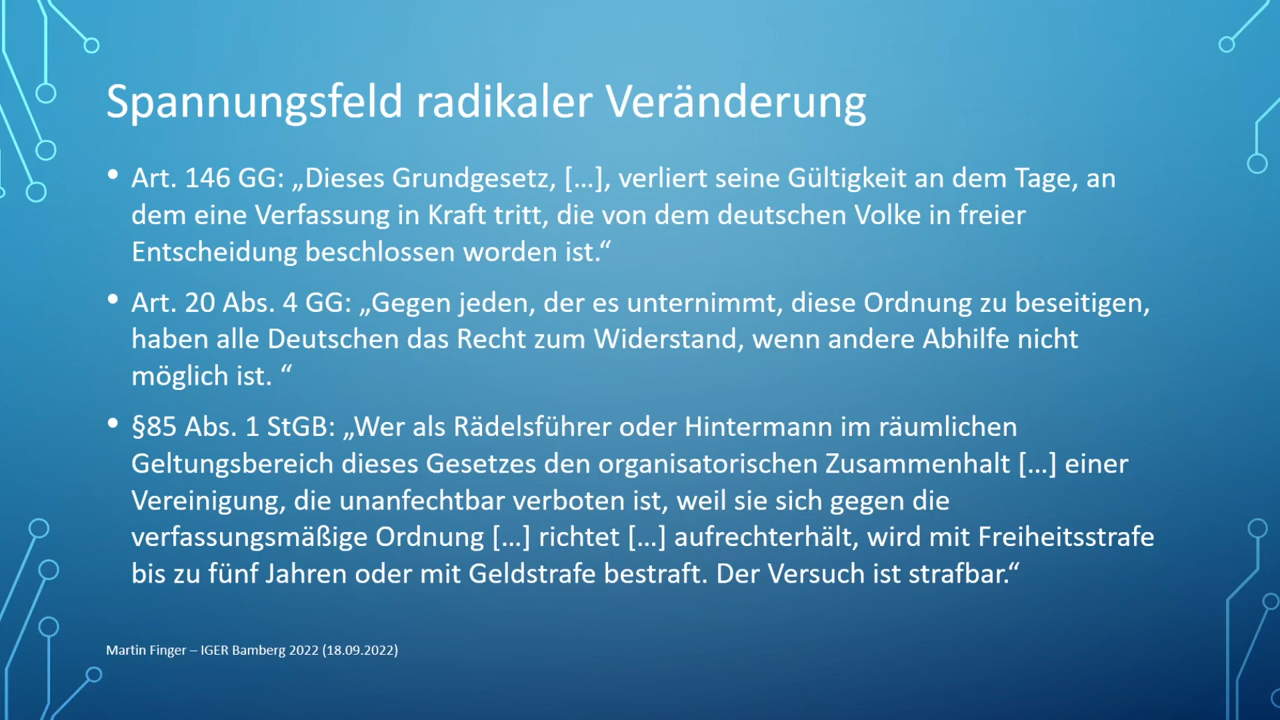 Spannungsfeld radikaler Veränderung
• Art. 146 GG: „Dieses Grundgesetz, […], verliert seine Gültigkeit an dem Tage, an
dem eine Verfassung in Kraft tritt, die von dem deutschen Volke in freier
Entscheidung beschlossen worden ist.“
• Art. 20 Abs. 4 GG: „Gegen jeden, der es unternimmt, diese Ordnung zu beseitigen,
haben alle Deutschen das Recht zum Widerstand, wenn andere Abhilfe nicht
möglich ist. “
• §85 Abs. 1 StGB: „Wer als Rädelsführer oder Hintermann im räumlichen
Geltungsbereich dieses Gesetzes den organisatorischen Zusammenhalt […] einer
Vereinigung, die unanfechtbar verboten ist, weil sie sich gegen die
verfassungsmäßige Ordnung […] richtet […] aufrechterhält, wird mit Freiheitsstrafe
bis zu fünf Jahren oder mit Geldstrafe bestraft. Der Versuch ist strafbar.“
Martin Finger – IGER Bamberg 2022 (18.09.2022)